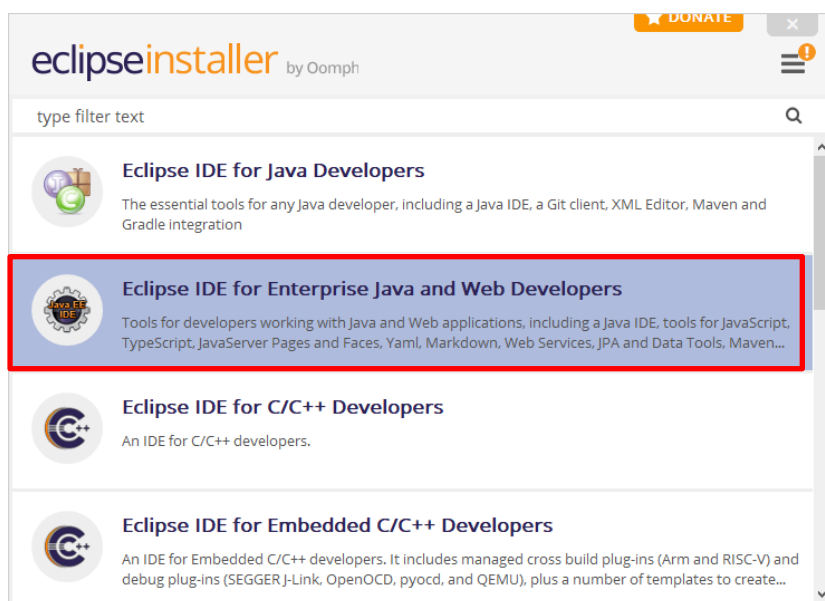 DONATE
eclipseinstaller by Oomph
type filter text
Eclipse IDE for Java Developers
The essential tools for any Java developer, including a Java IDE, a Git client, XML Editor, Maven and
Gradle integration
Java EE
IDE
Eclipse IDE for Enterprise Java and Web Developers
Tools for developers working with Java and Web applications, including a Java IDE, tools for JavaScript,
TypeScript, JavaServer Pages and Faces, Yaml, Markdown, Web Services, JPA and Data Tools, Maven...
C++
Eclipse IDE for C/C++ Developers
An IDE for C/C++ developers.
C++
Eclipse IDE for Embedded C/C++ Developers
An IDE for Embedded C/C++ developers. It includes managed cross build plug-ins (Arm and RISC-V) and
debug plug-ins (SEGGER J-Link, OpenOCD, pyocd, and QEMU), plus a number of templates to create...